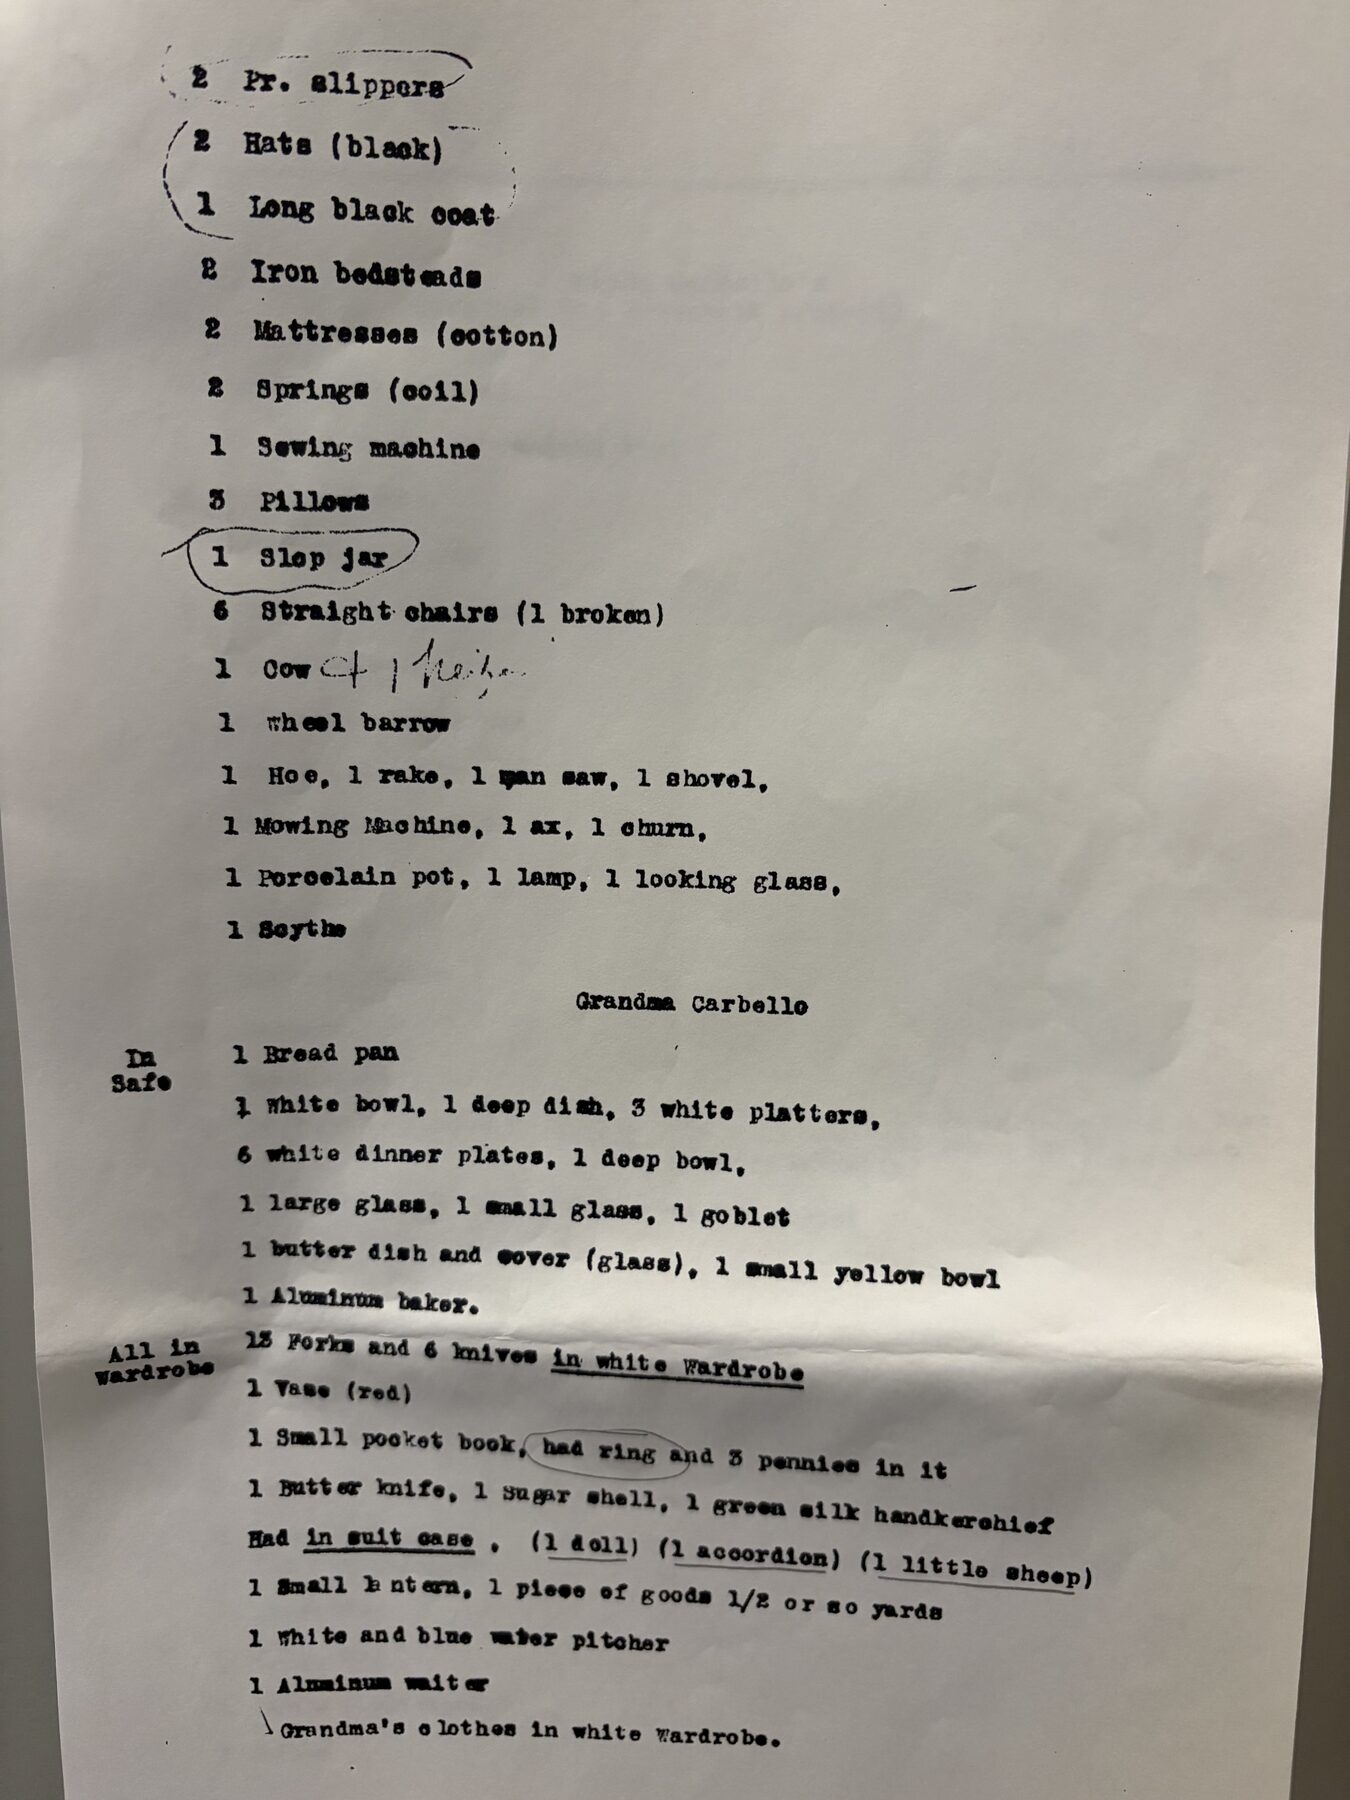 2 Pr. slippers
2 Hats (black)
1 Long black coat
2 Iron bedsteads
2 Mattresses (cotton)
2 Springs (coil)
1 Sewing machine
3 Pillows
1 Slop jar
6 Straight chairs (1 broken)
1 Cow & 1 heifer
1 Wheel barrow
1 Hoe, 1 rake, 1 man saw, 1 shovel,
1 Mowing Machine, 1 ax, 1 churn,
1 Porcelain pot, 1 lamp, 1 looking glass,
1 Scythe
Grandma Carbello
In
Safe
1 Bread pan
1 White bowl, 1 deep dish, 3 white platters,
6 white dinner plates, 1 deep bowl,
1 large glass, 1 small glass, 1 goblet
1 butter dish and cover (glass), 1 small yellow bowl
1 Aluminum baker.
All in
Wardrobe
13 Forks and 6 knives in white Wardrobe
1 Vase (red)
1 Small pocket book, had ring and 3 pennies in it
1 Butter knife, 1 Sugar shell, 1 green silk handkerchief
Had in suit case , (1 doll) (1 accordion) (1 little sheep)
1 Small lantern, 1 piece of goods 1/2 or so yards
1 White and blue water pitcher
1 Aluminum waiter
Grandma's clothes in white Wardrobe.